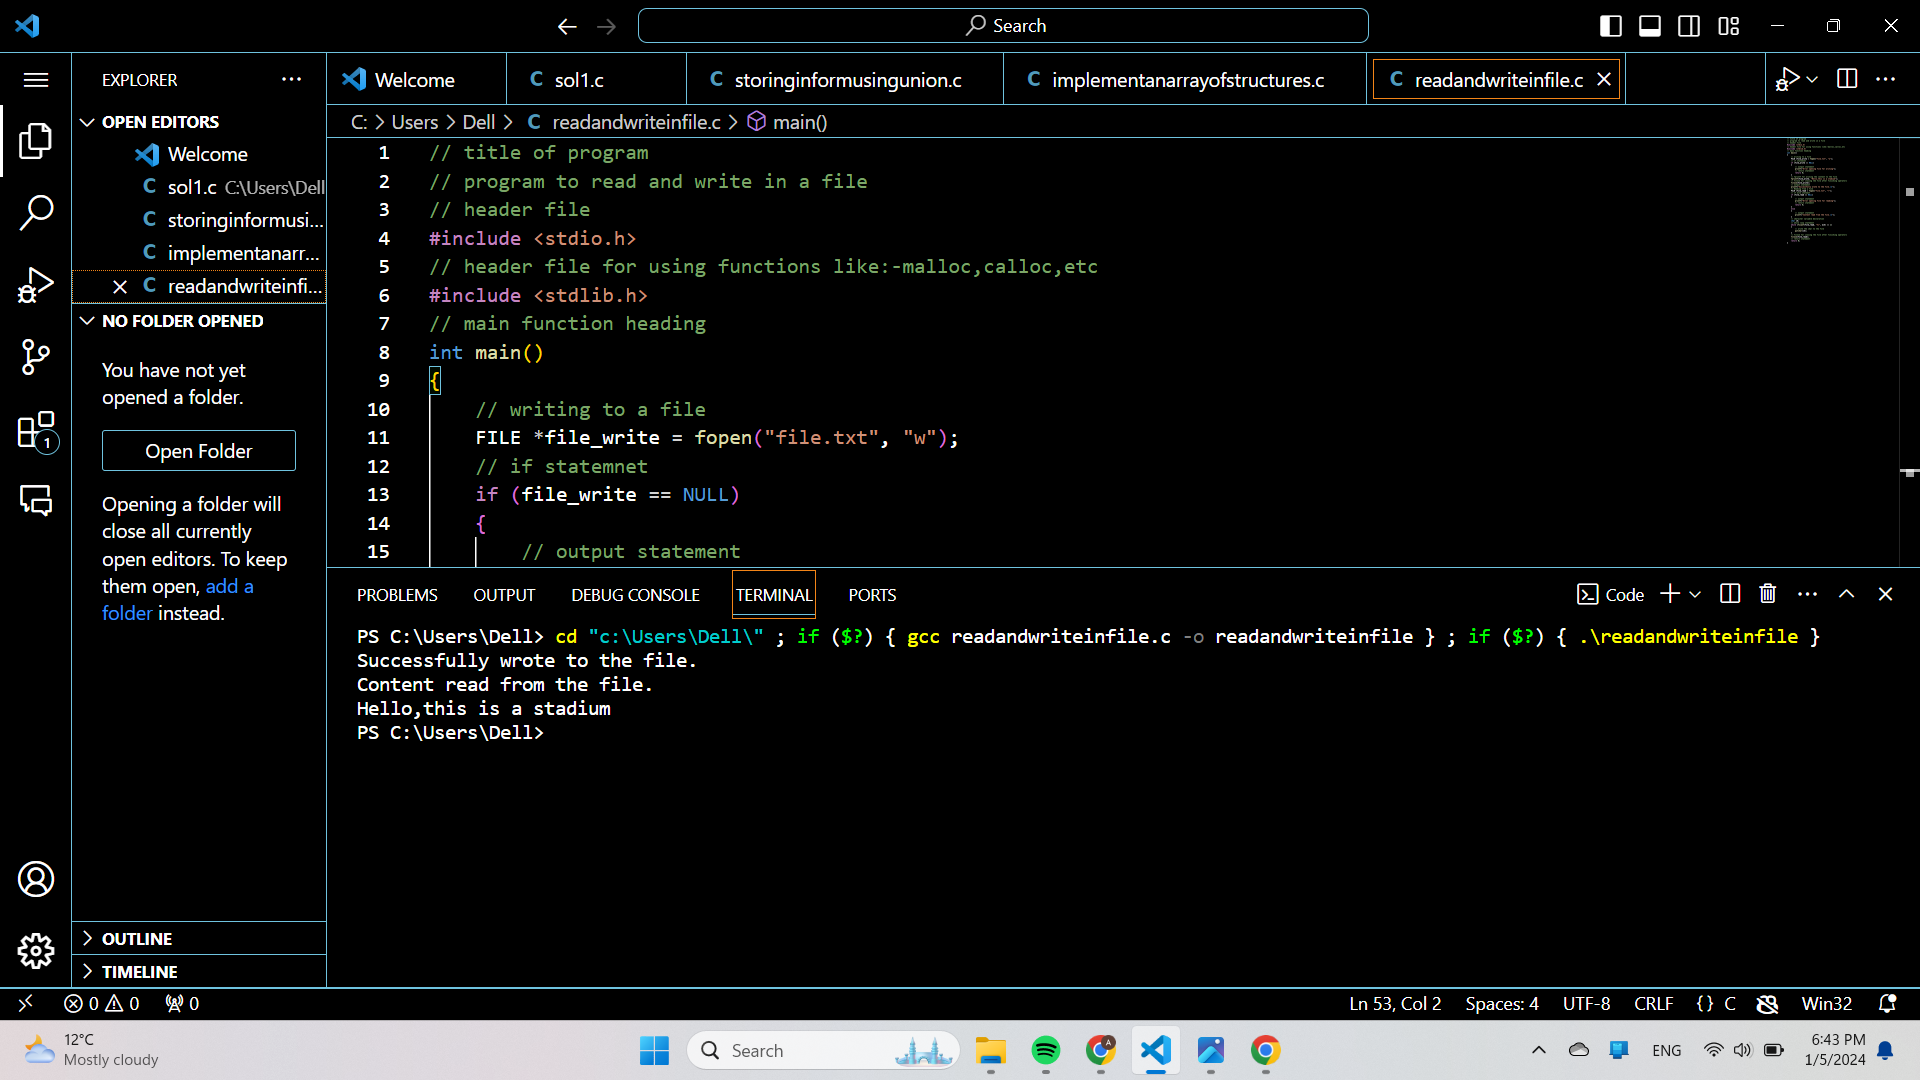 Search
EXPLORER
Welcome
sol1.c
storinginformusingunion.c
implementanarrayofstructures.c
readandwriteinfile.c
OPEN EDITORS
Welcome
sol1.c C:\Users\Dell
storinginformusi...
implementanarr...
readandwriteinfi...
NO FOLDER OPENED
You have not yet
opened a folder.
Open Folder
Opening a folder will
close all currently
open editors. To keep
them open, add a
folder instead.
1
OUTLINE
TIMELINE
C: > Users > Dell > C readandwriteinfile.c > main()
1 // title of program
2 // program to read and write in a file
3 // header file
4 #include <stdio.h>
5 // header file for using functions like:-malloc,calloc,etc
6 #include <stdlib.h>
7 // main function heading
8 int main()
9 {
10 // writing to a file
11 FILE *file_write = fopen("file.txt", "w");
12 // if statemnet
13 if (file_write == NULL)
14 {
15 // output statement
PROBLEMS OUTPUT DEBUG CONSOLE TERMINAL PORTS
Code
PS C:\Users\Dell> cd "c:\Users\Dell\" ; if ($?) { gcc readandwriteinfile.c -o readandwriteinfile } ; if ($?) { .\readandwriteinfile }
Successfully wrote to the file.
Content read from the file.
Hello,this is a stadium
PS C:\Users\Dell>
0 0 0
Ln 53, Col 2 Spaces: 4 UTF-8 CRLF {} C Win32
12°C
Mostly cloudy
Search
ENG
6:43 PM
1/5/2024